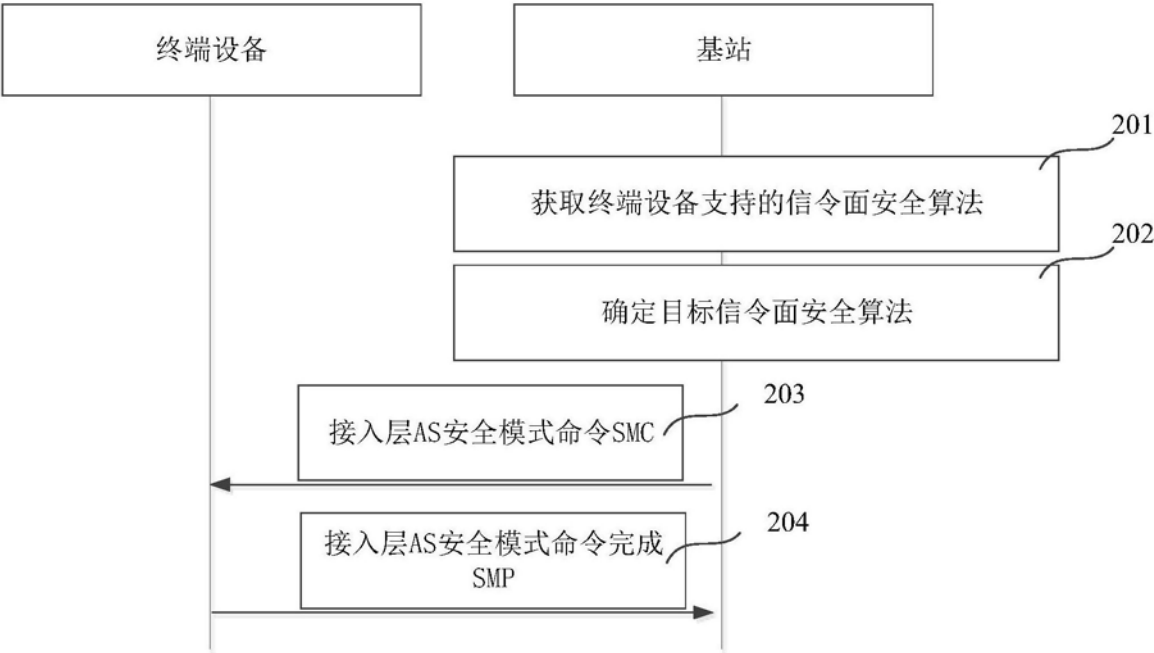 终端设备
基站
201
获取终端设备支持的信令面安全算法
202
确定目标信令面安全算法
203
接入层AS安全模式命令SMC
204
接入层AS安全模式命令完成
SMP